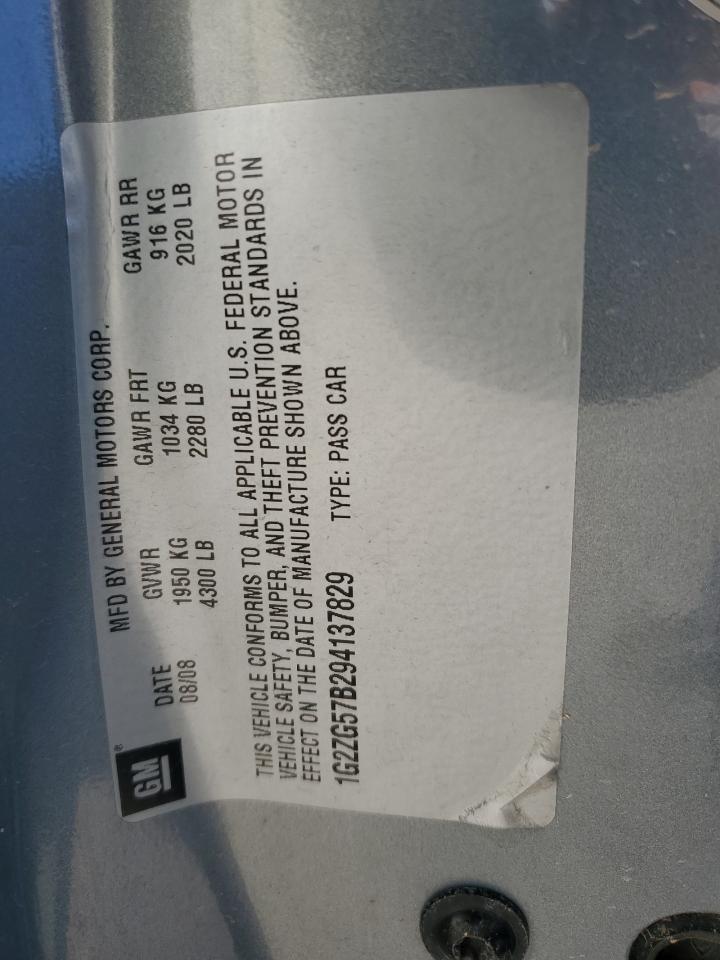 GM®
MFD BY GENERAL MOTORS CORP.
DATE GVWR GAWR FRT GAWR RR
08/08 1950 KG 1034 KG 916 KG
4300 LB 2280 LB 2020 LB
THIS VEHICLE CONFORMS TO ALL APPLICABLE U.S. FEDERAL MOTOR
VEHICLE SAFETY, BUMPER, AND THEFT PREVENTION STANDARDS IN
EFFECT ON THE DATE OF MANUFACTURE SHOWN ABOVE.
1G2ZG57B294137829 TYPE: PASS CAR